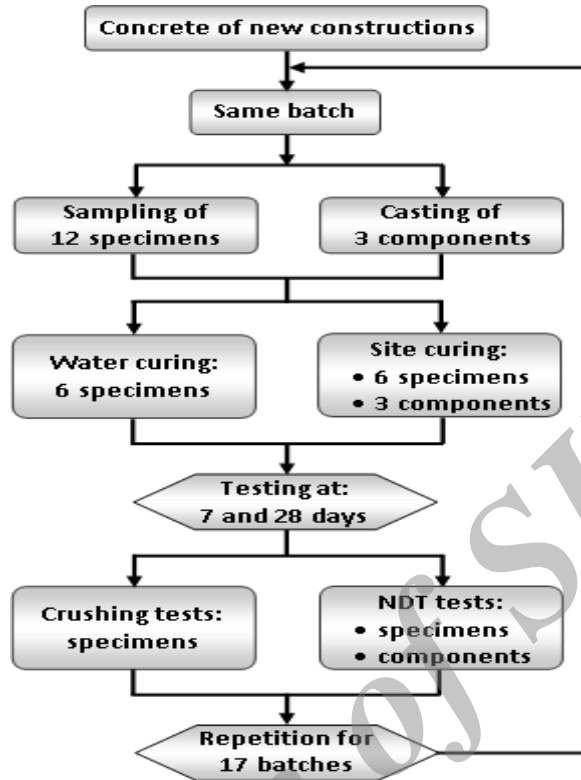 Concrete of new constructions
Same batch
Sampling of
12 specimens
Casting of
3 components
Water curing:
6 specimens
Site curing:
• 6 specimens
• 3 components
Testing at:
7 and 28 days
Crushing tests:
specimens
NDT tests:
• specimens
• components
Repetition for
17 batches
of